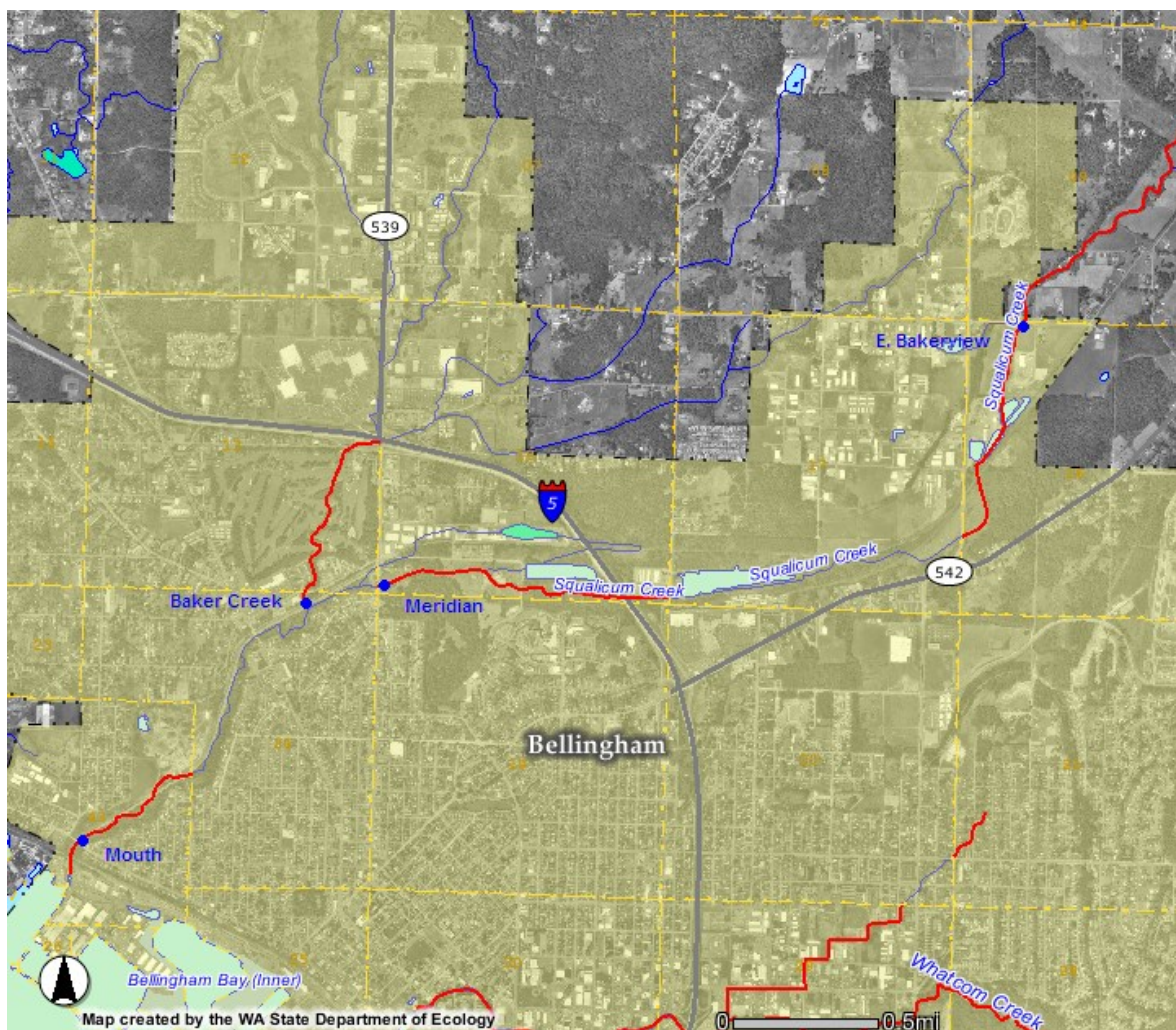 539
E. Bakerview
Squalicum Creek
5
Squalicum Creek
542
Squalicum Creek
Baker Creek
Meridian
Bellingham
Mouth
Whatcom Creek
Bellingham Bay (Inner)
Map created by the WA State Department of Ecology
0
0.5mi